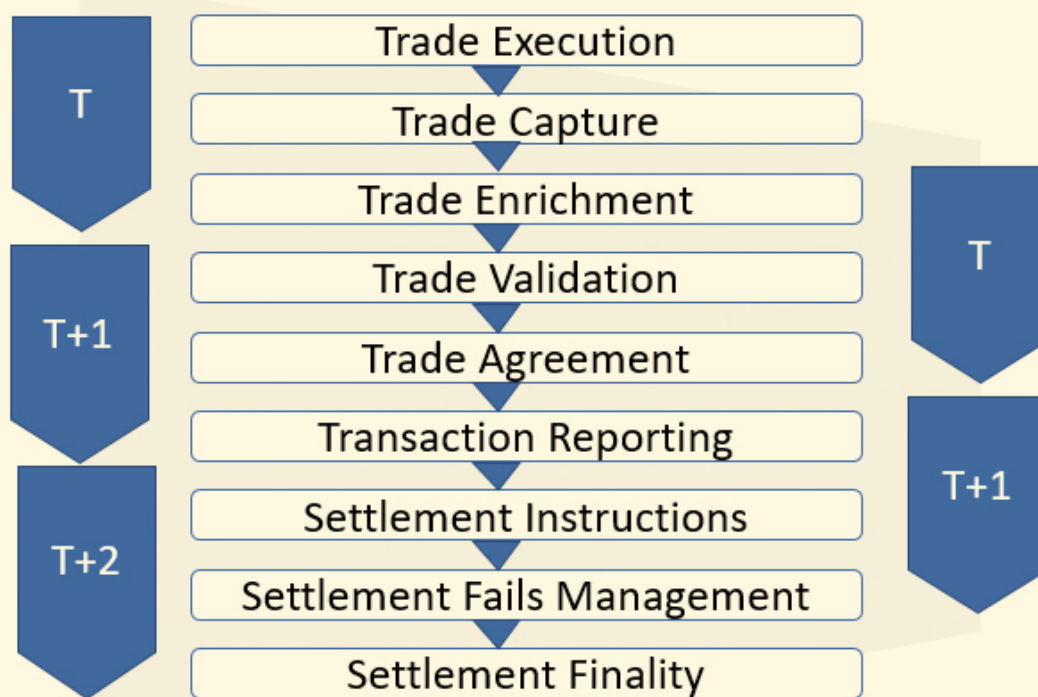 Trade Execution
T
Trade Capture
Trade Enrichment
T
Trade Validation
T+1
Trade Agreement
Transaction Reporting
T+1
Settlement Instructions
T+2
Settlement Fails Management
Settlement Finality